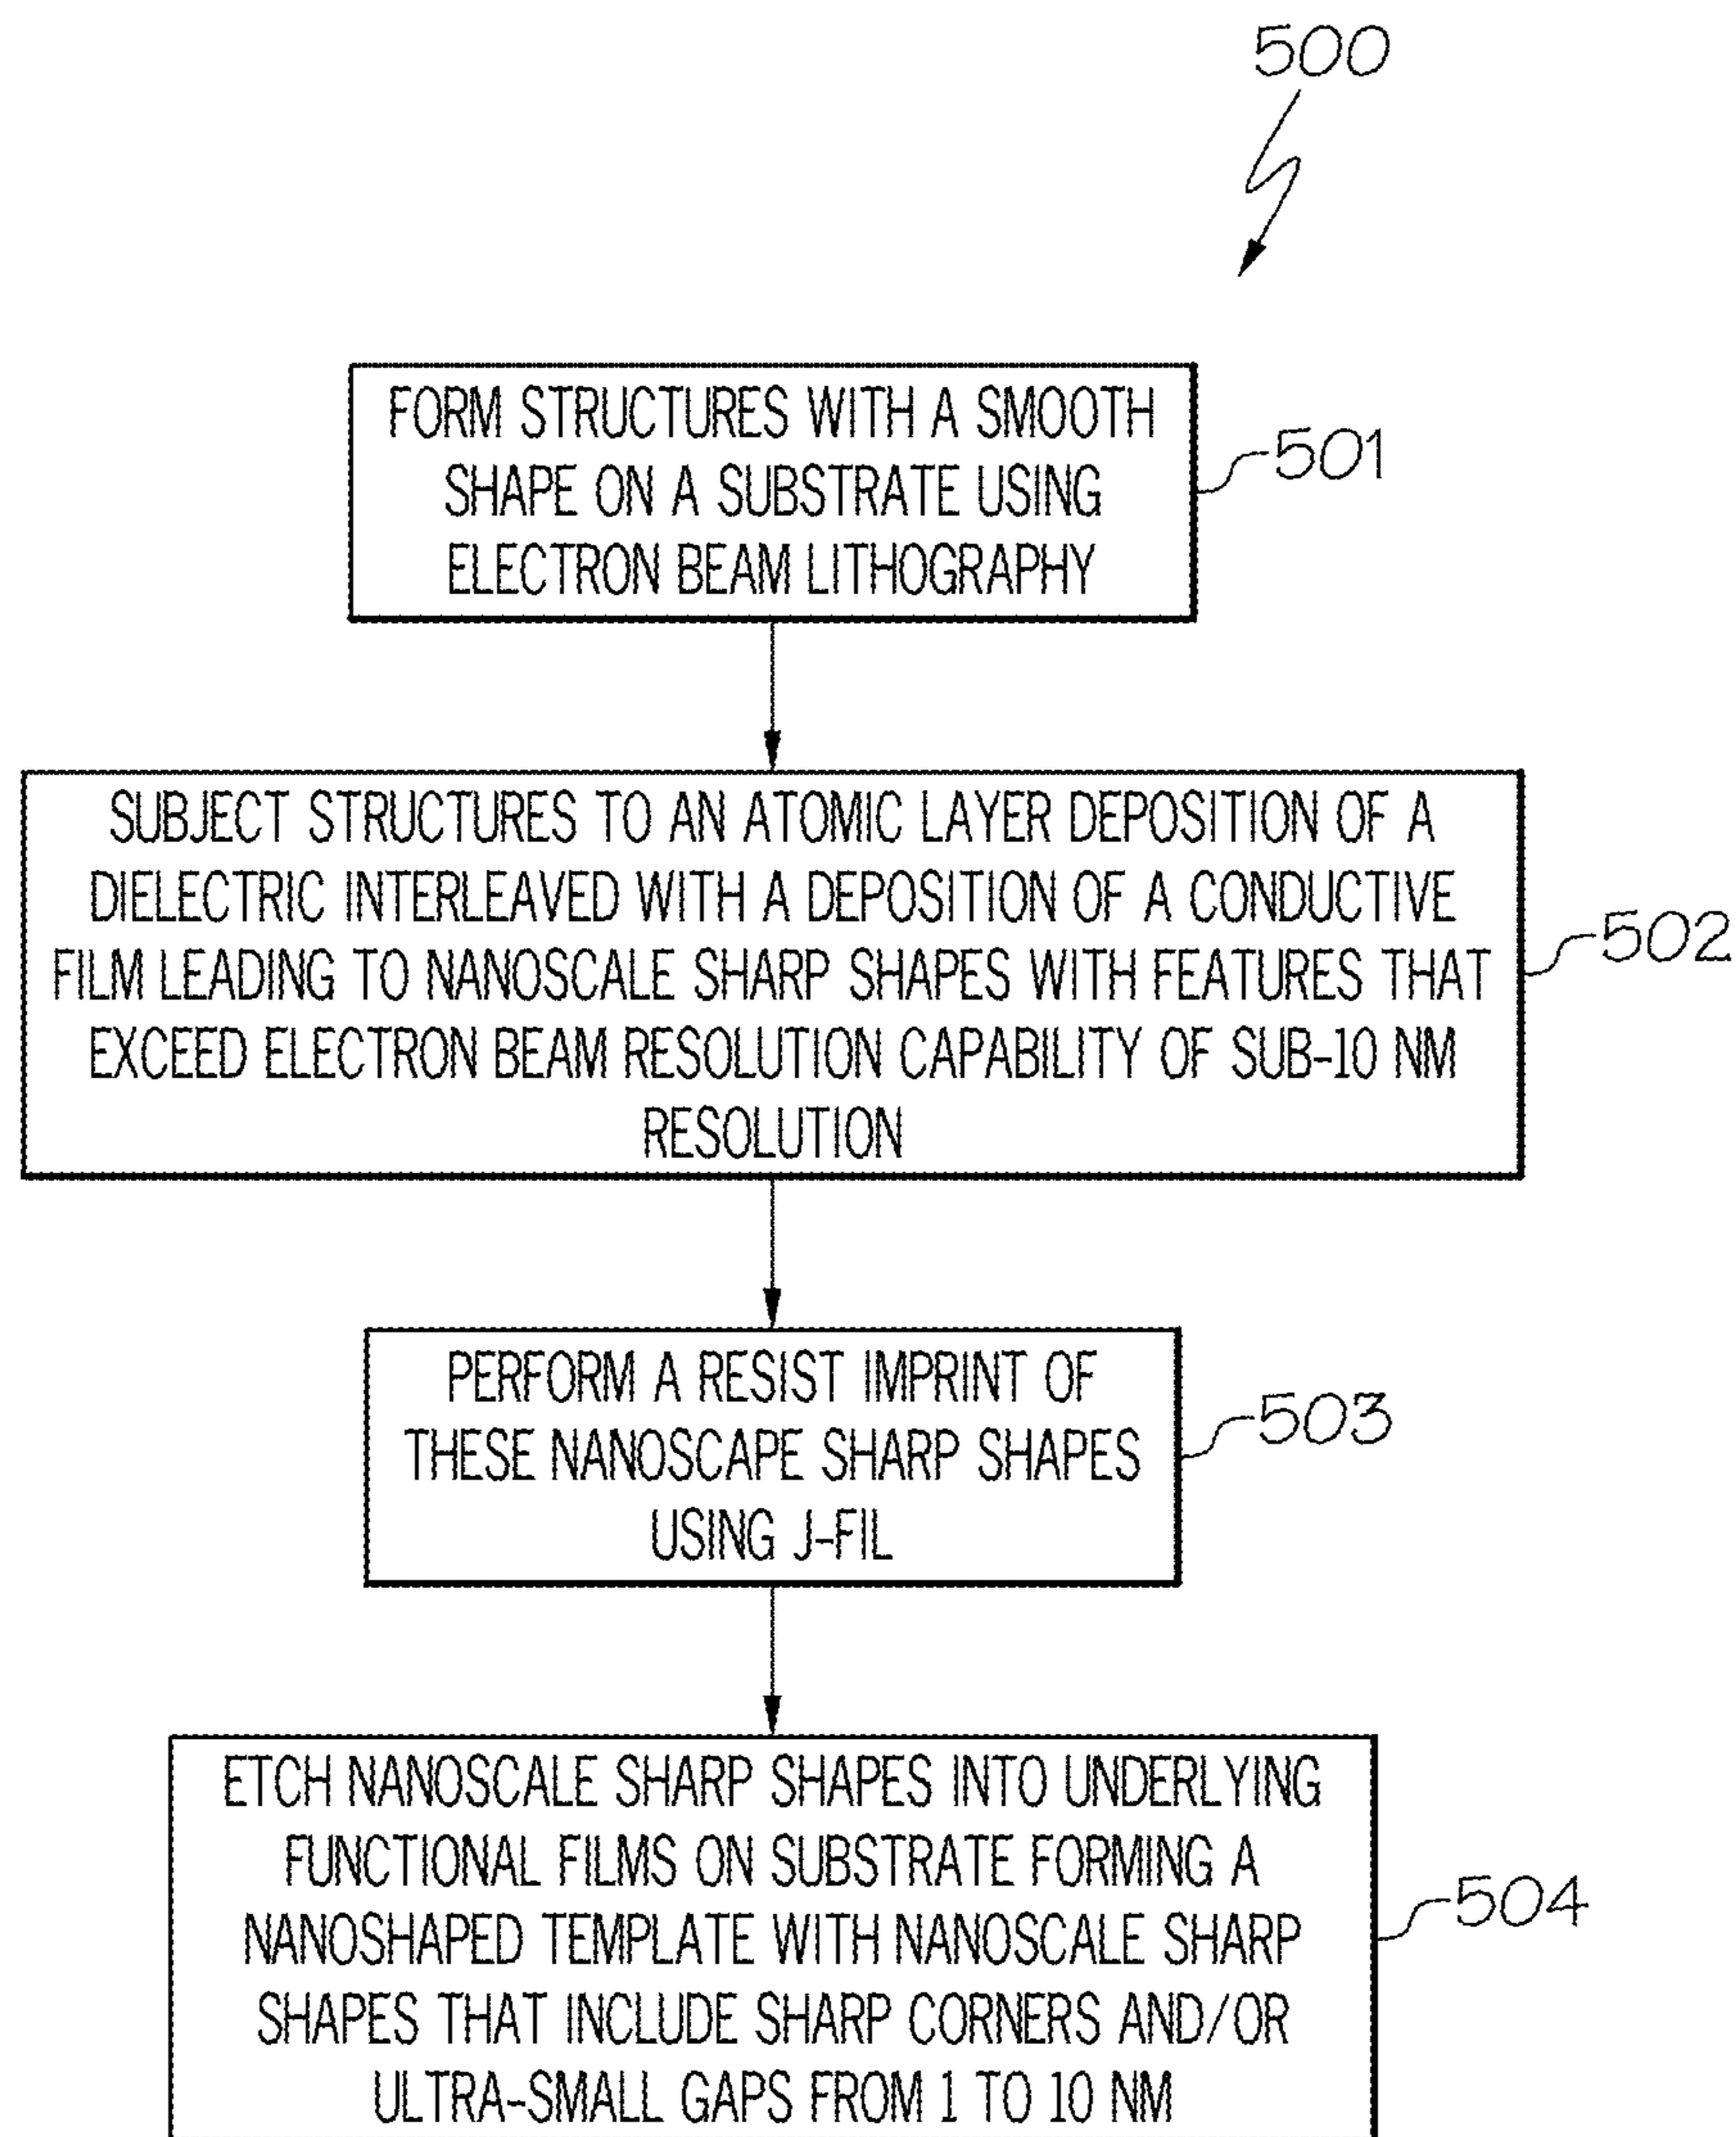 500
FORM STRUCTURES WITH A SMOOTH
SHAPE ON A SUBSTRATE USING
ELECTRON BEAM LITHOGRAPHY
501
SUBJECT STRUCTURES TO AN ATOMIC LAYER DEPOSITION OF A
DIELECTRIC INTERLEAVED WITH A DEPOSITION OF A CONDUCTIVE
FILM LEADING TO NANOSCALE SHARP SHAPES WITH FEATURES THAT
EXCEED ELECTRON BEAM RESOLUTION CAPABILITY OF SUB-10 NM
RESOLUTION
502
PERFORM A RESIST IMPRINT OF
THESE NANOSCAPE SHARP SHAPES
USING J-FIL
503
ETCH NANOSCALE SHARP SHAPES INTO UNDERLYING
FUNCTIONAL FILMS ON SUBSTRATE FORMING A
NANOSHAPED TEMPLATE WITH NANOSCALE SHARP
SHAPES THAT INCLUDE SHARP CORNERS AND/OR
ULTRA-SMALL GAPS FROM 1 TO 10 NM
504